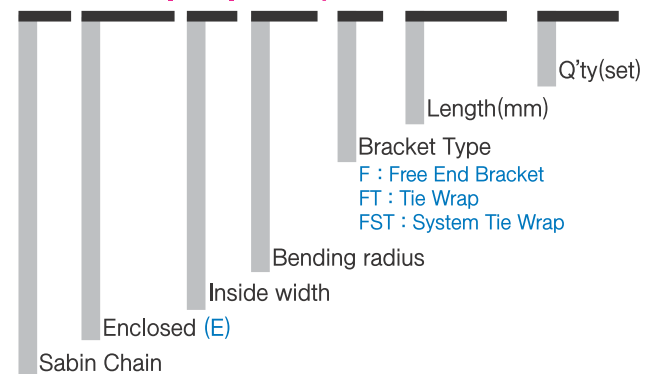 Q'ty(set)
Length(mm)
Bracket Type
F : Free End Bracket
FT : Tie Wrap
FST : System Tie Wrap
Bending radius
Inside width
Enclosed (E)
Sabin Chain